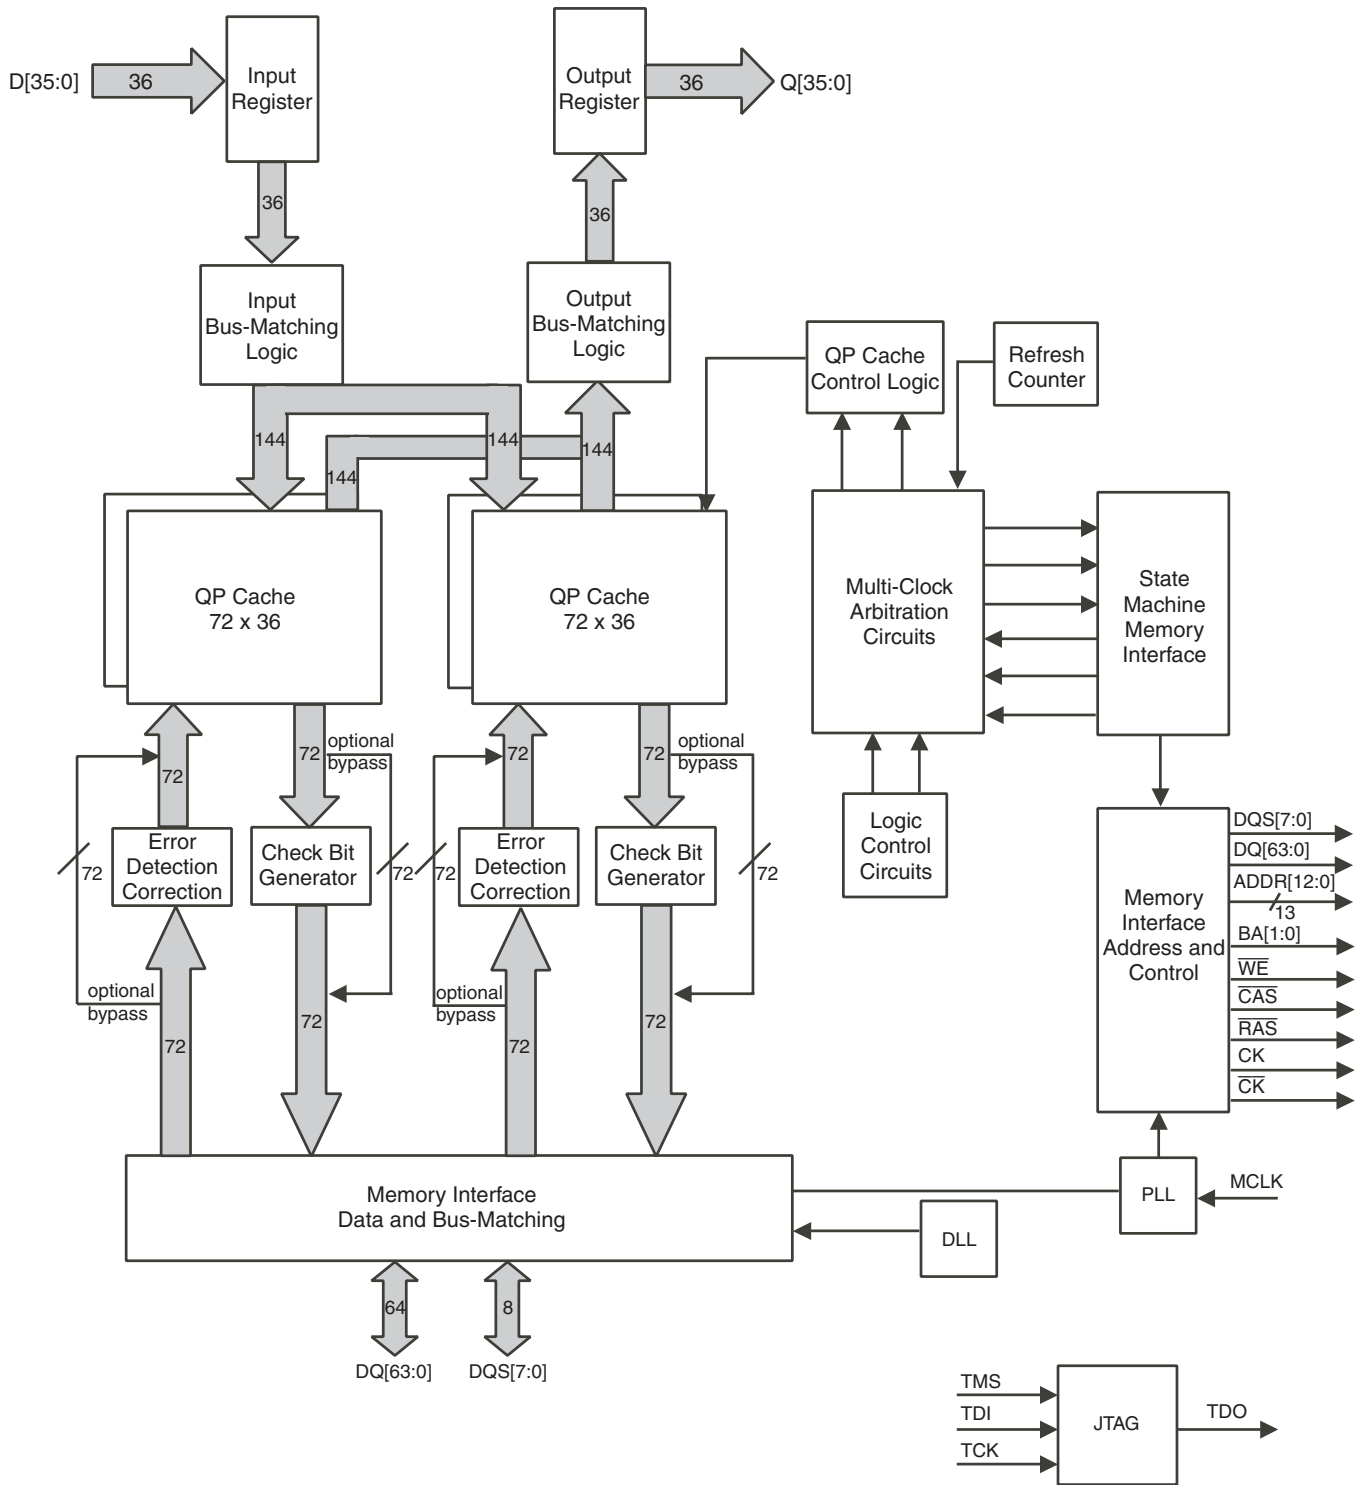 D[35:0]
36
Input
Register
Output
Register
36
Q[35:0]
36
36
Input
Bus-Matching
Logic
Output
Bus-Matching
Logic
QP Cache
Control Logic
Refresh
Counter
144
144
144
144
QP Cache
72 x 36
QP Cache
72 x 36
Multi-Clock
Arbitration
Circuits
State
Machine
Memory
Interface
72
72
optional
bypass
72
72
optional
bypass
72
Error
Detection
Correction
Check Bit
Generator
72
72
Error
Detection
Correction
Check Bit
Generator
72
Logic
Control
Circuits
optional
bypass
72
72
optional
bypass
72
72
Memory
Interface
Address and
Control
DQS[7:0]
DQ[63:0]
ADDR[12:0]
13
BA[1:0]
W̅E̅
C̅A̅S̅
R̅A̅S̅
CK
C̅K̅
Memory Interface
Data and Bus-Matching
PLL
MCLK
DLL
64
8
DQ[63:0]
DQS[7:0]
TMS
TDI
TCK
JTAG
TDO